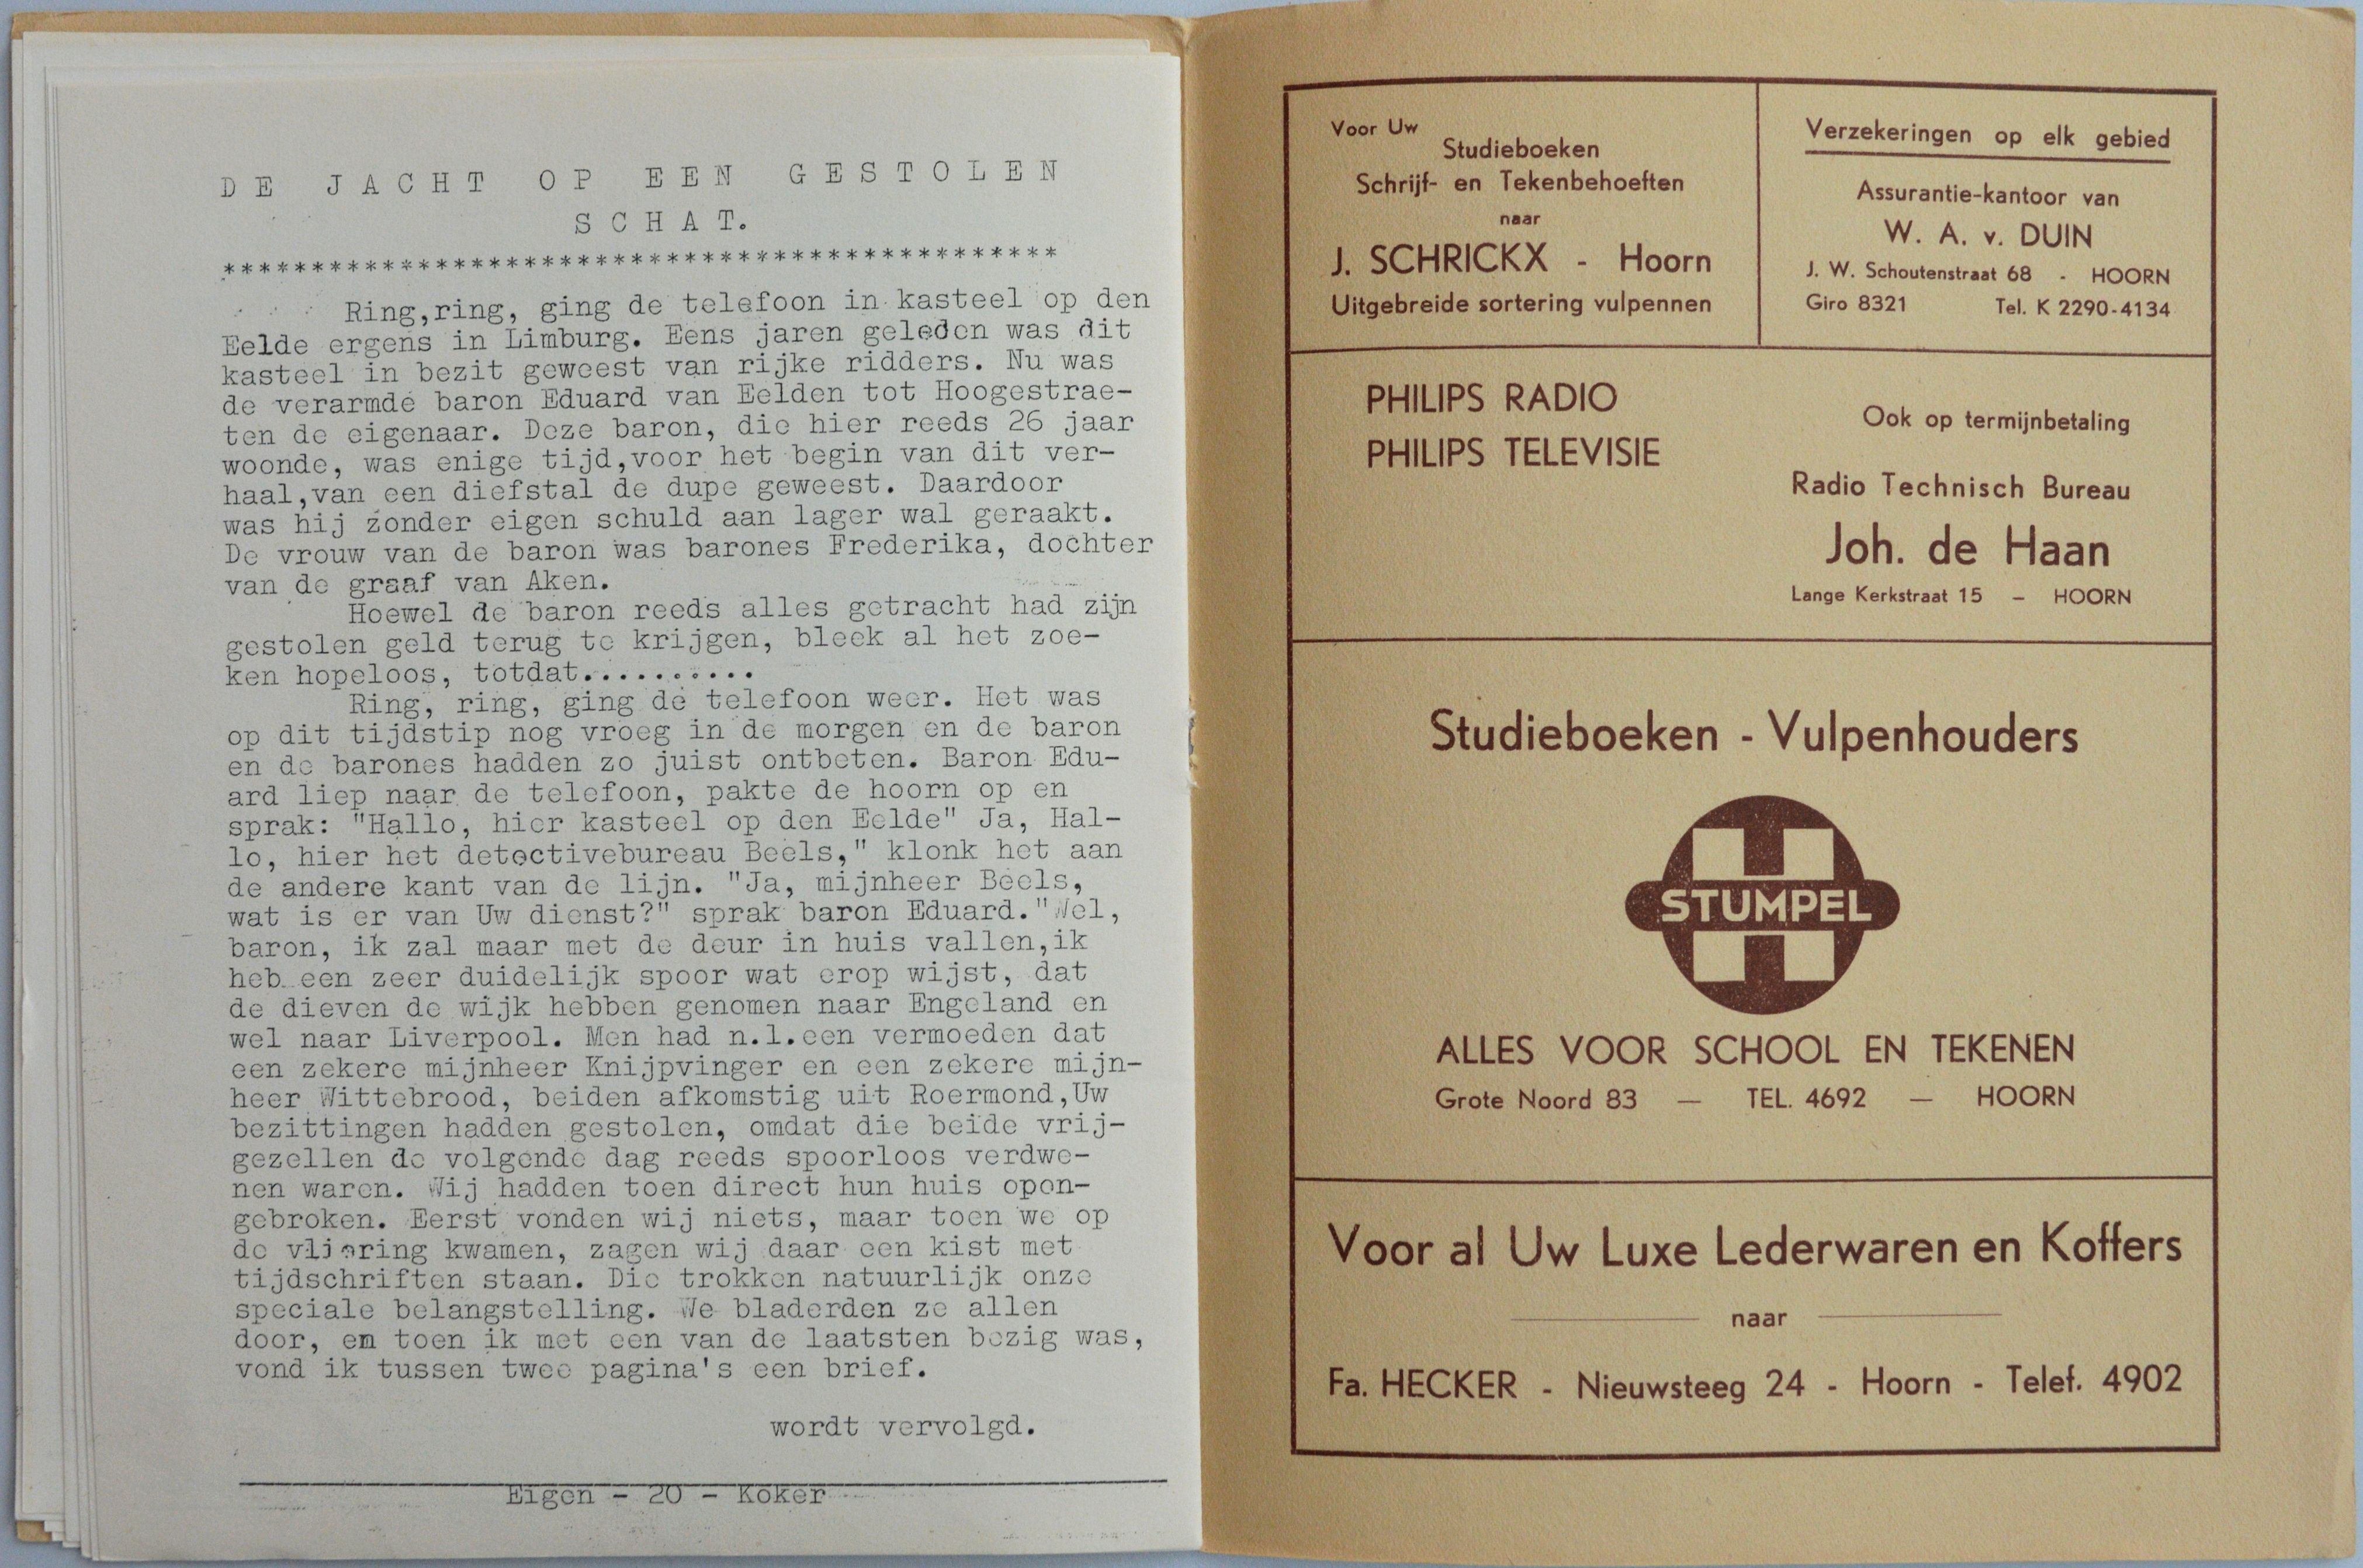 DE JACHT OP EEN GESTOLEN
SCHAT.
***********************************************
Ring,ring, ging de telefoon in kasteel op den
Eelde ergens in Limburg. Eens jaren geleden was dit
kasteel in bezit geweest van rijke ridders. Nu was
de verarmde baron Eduard van Eelden tot Hoogestrae-
ten de eigenaar. Deze baron, die hier reeds 26 jaar
woonde, was enige tijd,voor het begin van dit ver-
haal,van een diefstal de dupe geweest. Daardoor
was hij zonder eigen schuld aan lager wal geraakt.
De vrouw van de baron was barones Frederika, dochter
van de graaf van Aken.
Hoewel de baron reeds alles getracht had zijn
gestolen geld terug te krijgen, bleek al het zoe-
ken hopeloos, totdat..........
Ring, ring, ging de telefoon weer. Het was
op dit tijdstip nog vroeg in de morgen en de baron
en de barones hadden zo juist ontbeten. Baron Edu-
ard liep naar de telefoon, pakte de hoorn op en
sprak: "Hallo, hier kasteel op den Eelde" Ja, Hal-
lo, hier het detectivebureau Beels," klonk het aan
de andere kant van de lijn. "Ja, mijnheer Beels,
wat is er van Uw dienst?" sprak baron Eduard."Wel,
baron, ik zal maar met de deur in huis vallen,ik
heb een zeer duidelijk spoor wat erop wijst, dat
de dieven de wijk hebben genomen naar Engeland en
wel naar Liverpool. Men had n.l.een vermoeden dat
een zekere mijnheer Knijpvinger en een zekere mijn-
heer Wittebrood, beiden afkomstig uit Roermond,Uw
bezittingen hadden gestolen, omdat die beide vrij-
gezellen de volgende dag reeds spoorloos verdwe-
nen waren. Wij hadden toen direct hun huis open-
gebroken. Eerst vonden wij niets, maar toen we op
de vliering kwamen, zagen wij daar een kist met
tijdschriften staan. Die trokken natuurlijk onze
speciale belangstelling. We bladerden ze allen
door, en toen ik met een van de laatsten bezig was,
vond ik tussen twee pagina's een brief.
wordt vervolgd.
Eigen - 20 - Koker
Voor Uw
Studieboeken
Schrijf- en Tekenbehoeften
naar
J. SCHRICKX - Hoorn
Uitgebreide sortering vulpennen
Verzekeringen op elk gebied
Assurantie-kantoor van
W. A. v. DUIN
J. W. Schoutenstraat 68 - HOORN
Giro 8321 Tel. K 2290-4134
PHILIPS RADIO
PHILIPS TELEVISIE
Ook op termijnbetaling
Radio Technisch Bureau
Joh. de Haan
Lange Kerkstraat 15 - HOORN
Studieboeken - Vulpenhouders
STUMPEL
ALLES VOOR SCHOOL EN TEKENEN
Grote Noord 83 — TEL. 4692 — HOORN
Voor al Uw Luxe Lederwaren en Koffers
naar
Fa. HECKER - Nieuwsteeg 24 - Hoorn - Telef. 4902